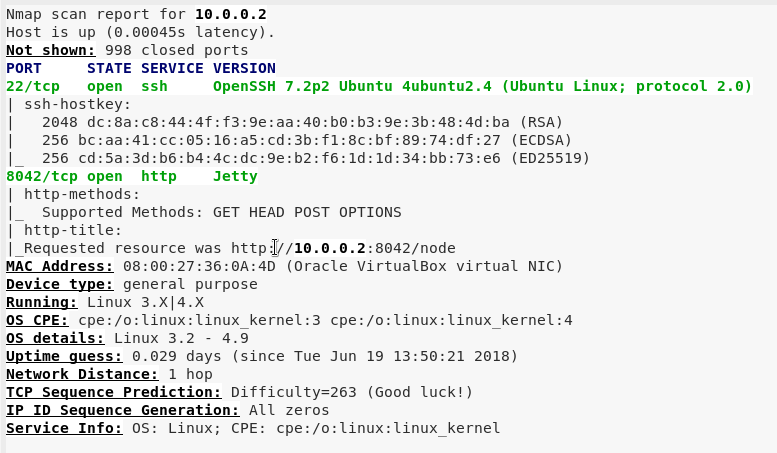 Nmap scan report for 10.0.0.2
Host is up (0.00045s latency).
Not shown: 998 closed ports
PORT     STATE SERVICE VERSION
22/tcp   open  ssh     OpenSSH 7.2p2 Ubuntu 4ubuntu2.4 (Ubuntu Linux; protocol 2.0)
| ssh-hostkey:
|   2048 dc:8a:c8:44:4f:f3:9e:aa:40:b0:b3:9e:3b:48:4d:ba (RSA)
|   256 bc:aa:41:cc:05:16:a5:cd:3b:f1:8c:bf:89:74:df:27 (ECDSA)
|_  256 cd:5a:3d:b6:b4:4c:dc:9e:b2:f6:1d:1d:34:bb:73:e6 (ED25519)
8042/tcp open  http    Jetty
| http-methods:
|_  Supported Methods: GET HEAD POST OPTIONS
| http-title:
|_Requested resource was http://10.0.0.2:8042/node
MAC Address: 08:00:27:36:0A:4D (Oracle VirtualBox virtual NIC)
Device type: general purpose
Running: Linux 3.X|4.X
OS CPE: cpe:/o:linux:linux_kernel:3 cpe:/o:linux:linux_kernel:4
OS details: Linux 3.2 - 4.9
Uptime guess: 0.029 days (since Tue Jun 19 13:50:21 2018)
Network Distance: 1 hop
TCP Sequence Prediction: Difficulty=263 (Good luck!)
IP ID Sequence Generation: All zeros
Service Info: OS: Linux; CPE: cpe:/o:linux:linux_kernel